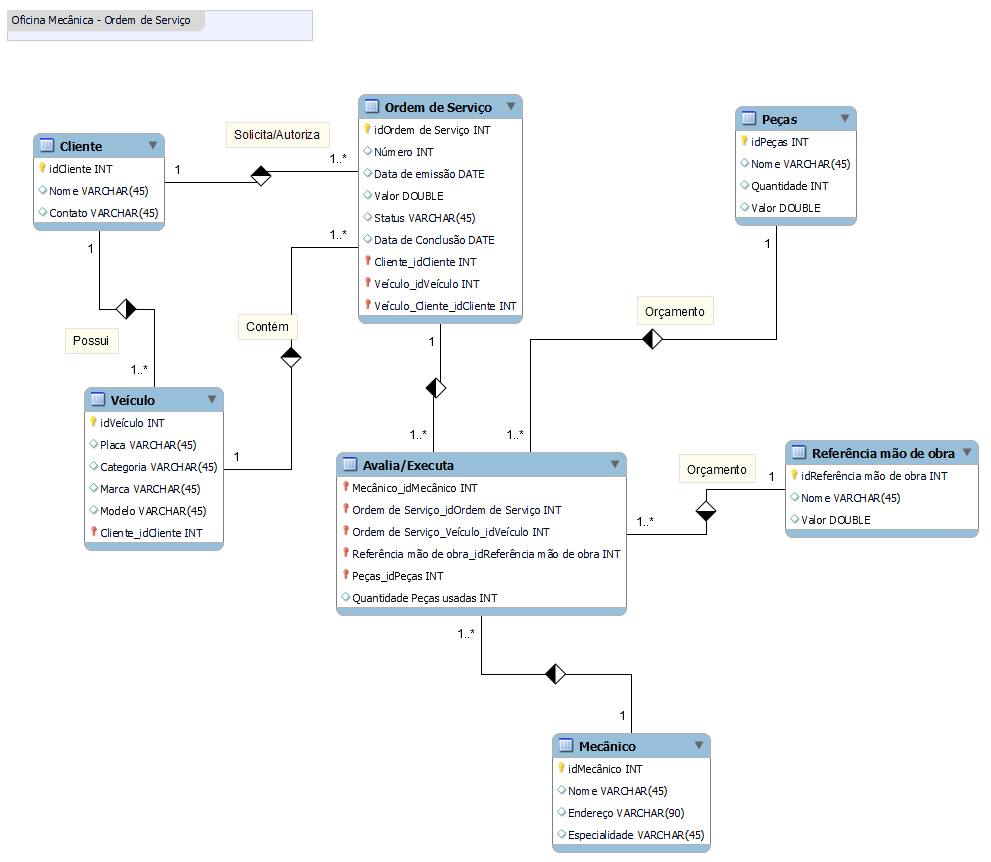 Oficina Mecânica - Ordem de Serviço
Cliente
idCliente INT
Nome VARCHAR(45)
Contato VARCHAR(45)
Solicita/Autoriza
1
1..*
Ordem de Serviço
idOrdem de Serviço INT
Número INT
Data de emissão DATE
Valor DOUBLE
Status VARCHAR(45)
Data de Conclusão DATE
Cliente_idCliente INT
Veículo_idVeículo INT
Veículo_Cliente_idCliente INT
Peças
idPeças INT
Nome VARCHAR(45)
Quantidade INT
Valor DOUBLE
1
Possui
1..*
1..*
Contém
1
Veículo
idVeículo INT
Placa VARCHAR(45)
Categoria VARCHAR(45)
Marca VARCHAR(45)
Modelo VARCHAR(45)
Cliente_idCliente INT
1
1..*
1
Orçamento
1..*
Avalia/Executa
Mecânico_idMecânico INT
Ordem de Serviço_idOrdem de Serviço INT
Ordem de Serviço_Veículo_idVeículo INT
Referência mão de obra_idReferência mão de obra INT
Peças_idPeças INT
Quantidade Peças usadas INT
Orçamento
1
1..*
Referência mão de obra
idReferência mão de obra INT
Nome VARCHAR(45)
Valor DOUBLE
1..*
1
Mecânico
idMecânico INT
Nome VARCHAR(45)
Endereço VARCHAR(90)
Especialidade VARCHAR(45)